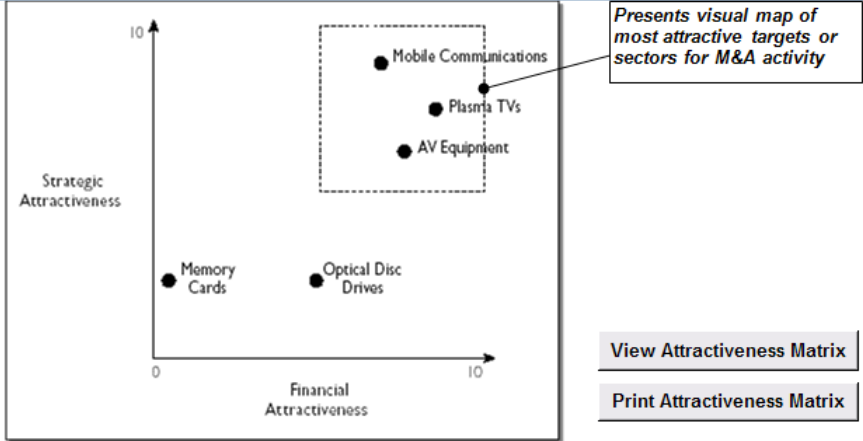 Presents visual map of
most attractive targets or
sectors for M&A activity
10
Mobile Communications
Plasma TVs
AV Equipment
Strategic
Attractiveness
Memory
Cards
Optical Disc
Drives
0
10
Financial
Attractiveness
View Attractiveness Matrix
Print Attractiveness Matrix